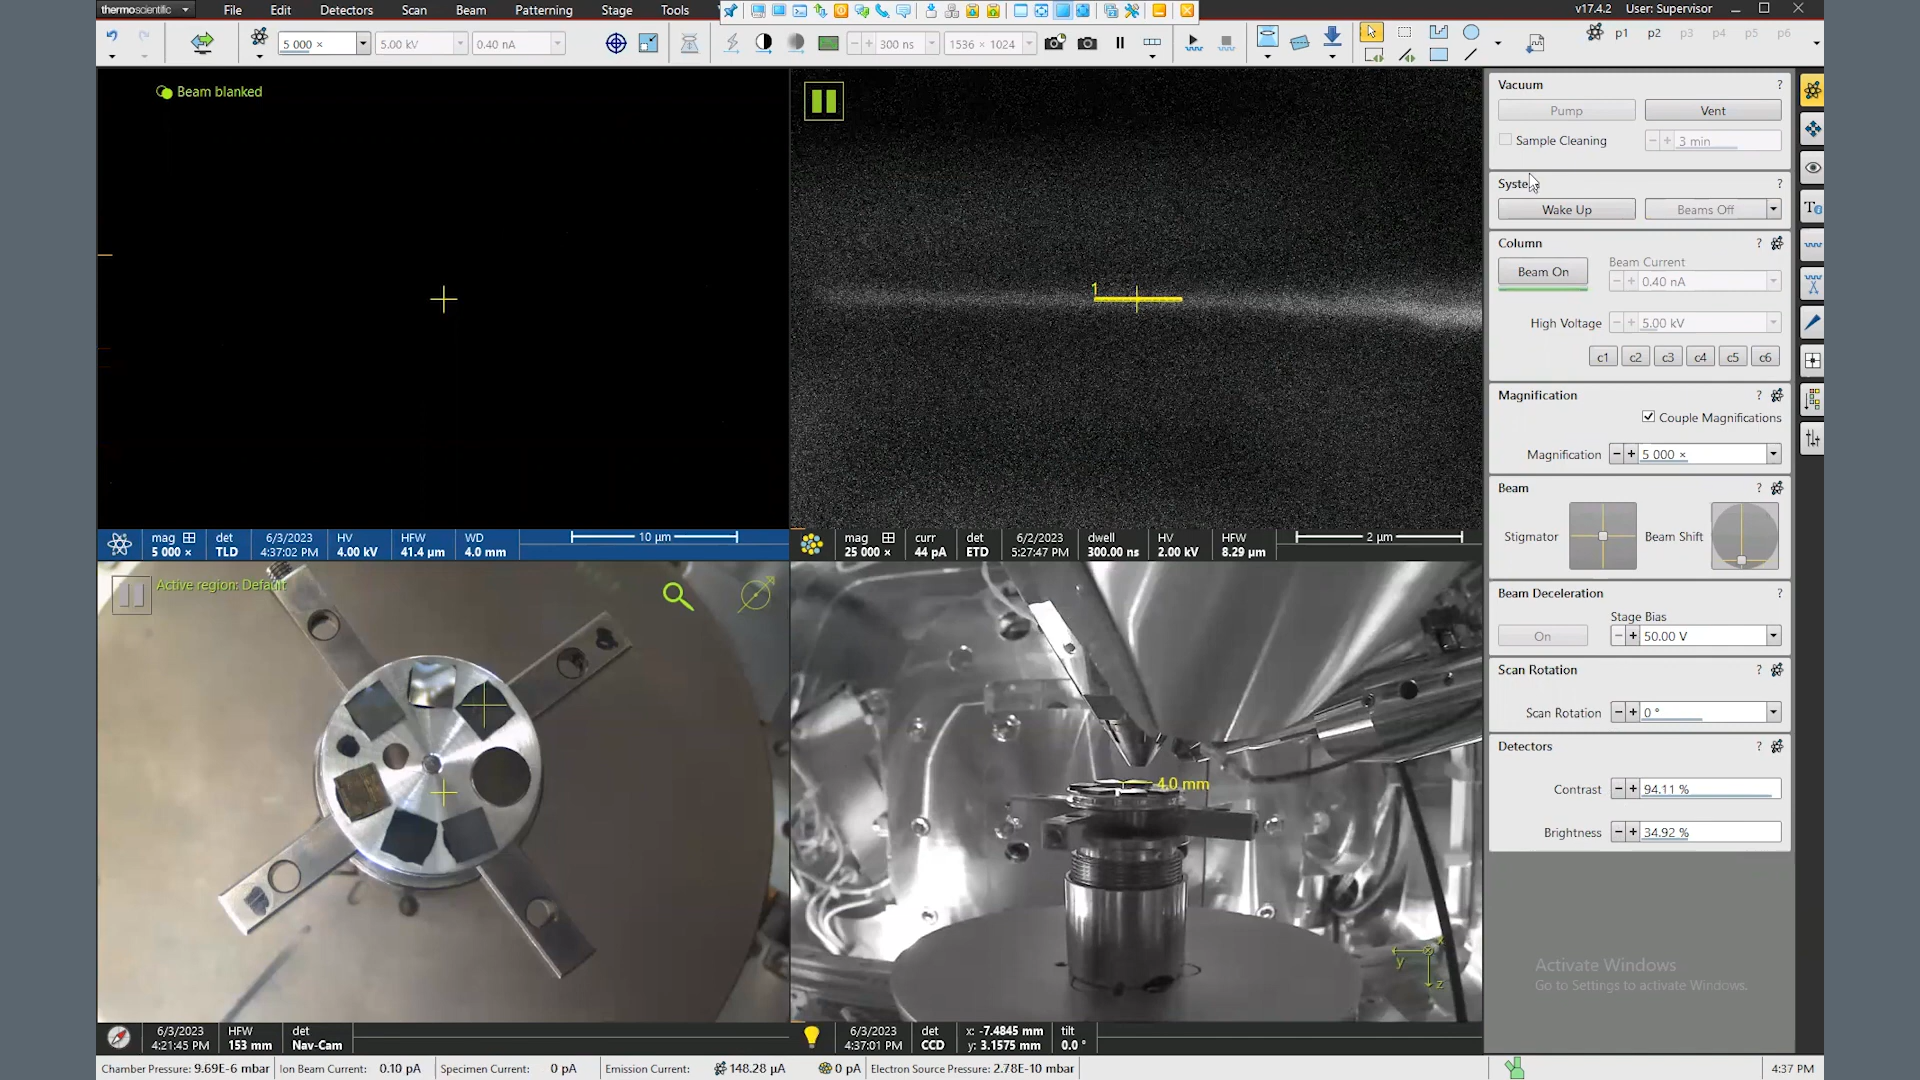 thermoscientific File Edit Detectors Scan Beam Patterning Stage Tools v17.4.2 User: Supervisor
5 000 × 5.00 kV 0.40 nA 300 ns 1536 × 1024 p1 p2 p3 p4 p5 p6
Beam blanked
1
mag det 6/3/2023 HV HFW WD 10 µm
5 000 × TLD 4:37:02 PM 4.00 kV 41.4 µm 4.0 mm
mag curr det 6/2/2023 dwell HV HFW 2 µm
25 000 × 44 pA ETD 5:27:47 PM 300.00 ns 2.00 kV 8.29 µm
Active region: Default
4.0 mm
x
y
z
6/3/2023 HFW det
4:21:45 PM 153 mm Nav-Cam
6/3/2023 det x: -7.4845 mm tilt
4:37:01 PM CCD y: 3.1575 mm 0.0 °
Vacuum ?
Pump Vent
Sample Cleaning 3 min
Syste ?
Wake Up Beams Off
Column ?
Beam Current
Beam On 0.40 nA
High Voltage 5.00 kV
c1 c2 c3 c4 c5 c6
Magnification ?
Couple Magnifications
Magnification 5 000 ×
Beam ?
Stigmator Beam Shift
Beam Deceleration ?
Stage Bias
On 50.00 V
Scan Rotation ?
Scan Rotation 0 °
Detectors ?
Contrast 94.11 %
Brightness 34.92 %
Activate Windows
Go to Settings to activate Windows.
Chamber Pressure: 9.69E-6 mbar Ion Beam Current: 0.10 pA Specimen Current: 0 pA Emission Current: 148.28 µA 0 pA Electron Source Pressure: 2.78E-10 mbar 4:37 PM